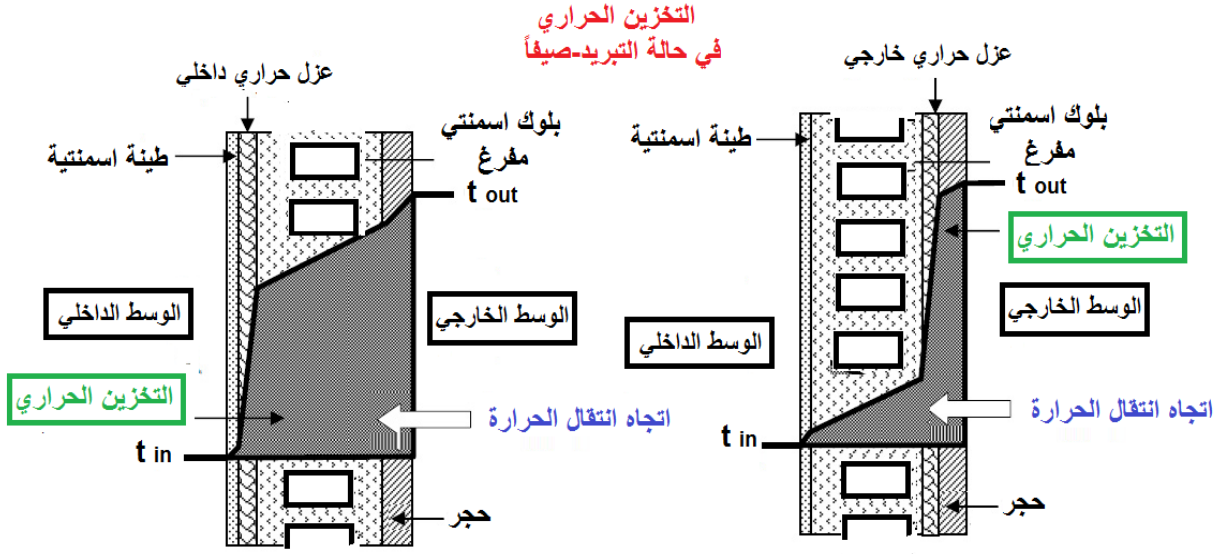 التخزين الحراري
في حالة التبريد-صيفاً
عزل حراري خارجي
طينة اسمنتية
بلوك اسمنتي
مفرغ
t out
التخزين الحراري
الوسط الخارجي
الوسط الداخلي
اتجاه انتقال الحرارة
t in
حجر
عزل حراري داخلي
طينة اسمنتية
بلوك اسمنتي
مفرغ
t out
الوسط الداخلي
الوسط الخارجي
التخزين الحراري
اتجاه انتقال الحرارة
t in
حجر